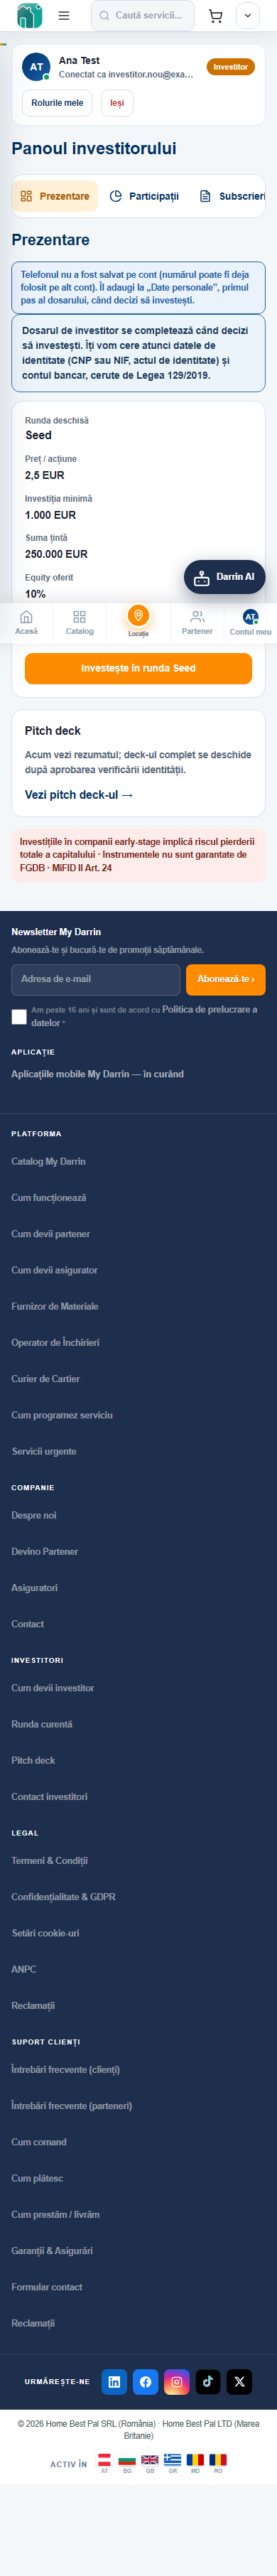 Caută servicii...
AT
Ana Test
Conectat ca investitor.nou@exa...
Investitor
Rolurile mele
Ieși
Panoul investitorului
Prezentare
Participații
Subscrieri
Prezentare
Telefonul nu a fost salvat pe cont (numărul poate fi deja
folosit pe alt cont). Îl adaugi la „Date personale”, primul
pas al dosarului, când decizi să investești.
Dosarul de investitor se completează când decizi
să investești. Îți vom cere atunci datele de
identitate (CNP sau NIF, actul de identitate) și
contul bancar, cerute de Legea 129/2019.
Runda deschisă
Seed
Preț / acțiune
2,5 EUR
Investiția minimă
1.000 EUR
Suma țintă
250.000 EUR
Equity oferit
10%
Darrin AI
Acasă
Catalog
Locație
Partener
AT
Contul meu
Investește în runda Seed
Pitch deck
Acum vezi rezumatul; deck-ul complet se deschide
după aprobarea verificării identității.
Vezi pitch deck-ul →
Investițiile în companii early-stage implică riscul pierderii
totale a capitalului · Instrumentele nu sunt garantate de
FGDB · MiFID II Art. 24
Newsletter My Darrin
Abonează-te și bucură-te de promoții săptămânale.
Adresa de e-mail
Abonează-te ›
Am peste 16 ani și sunt de acord cu Politica de prelucrare a
datelor *
APLICAȚIE
Aplicațiile mobile My Darrin — în curând
PLATFORMA
Catalog My Darrin
Cum funcționează
Cum devii partener
Cum devii asigurator
Furnizor de Materiale
Operator de Închirieri
Curier de Cartier
Cum programez serviciu
Servicii urgente
COMPANIE
Despre noi
Devino Partener
Asiguratori
Contact
INVESTITORI
Cum devii investitor
Runda curentă
Pitch deck
Contact investitori
LEGAL
Termeni & Condiții
Confidențialitate & GDPR
Setări cookie-uri
ANPC
Reclamații
SUPORT CLIENȚI
Întrebări frecvente (clienți)
Întrebări frecvente (parteneri)
Cum comand
Cum plătesc
Cum prestăm / livrăm
Garanții & Asigurări
Formular contact
Reclamații
URMĂREȘTE-NE
© 2026 Home Best Pal SRL (România) · Home Best Pal LTD (Marea
Britanie)
ACTIV ÎN
AT
BG
GB
GR
MD
RO